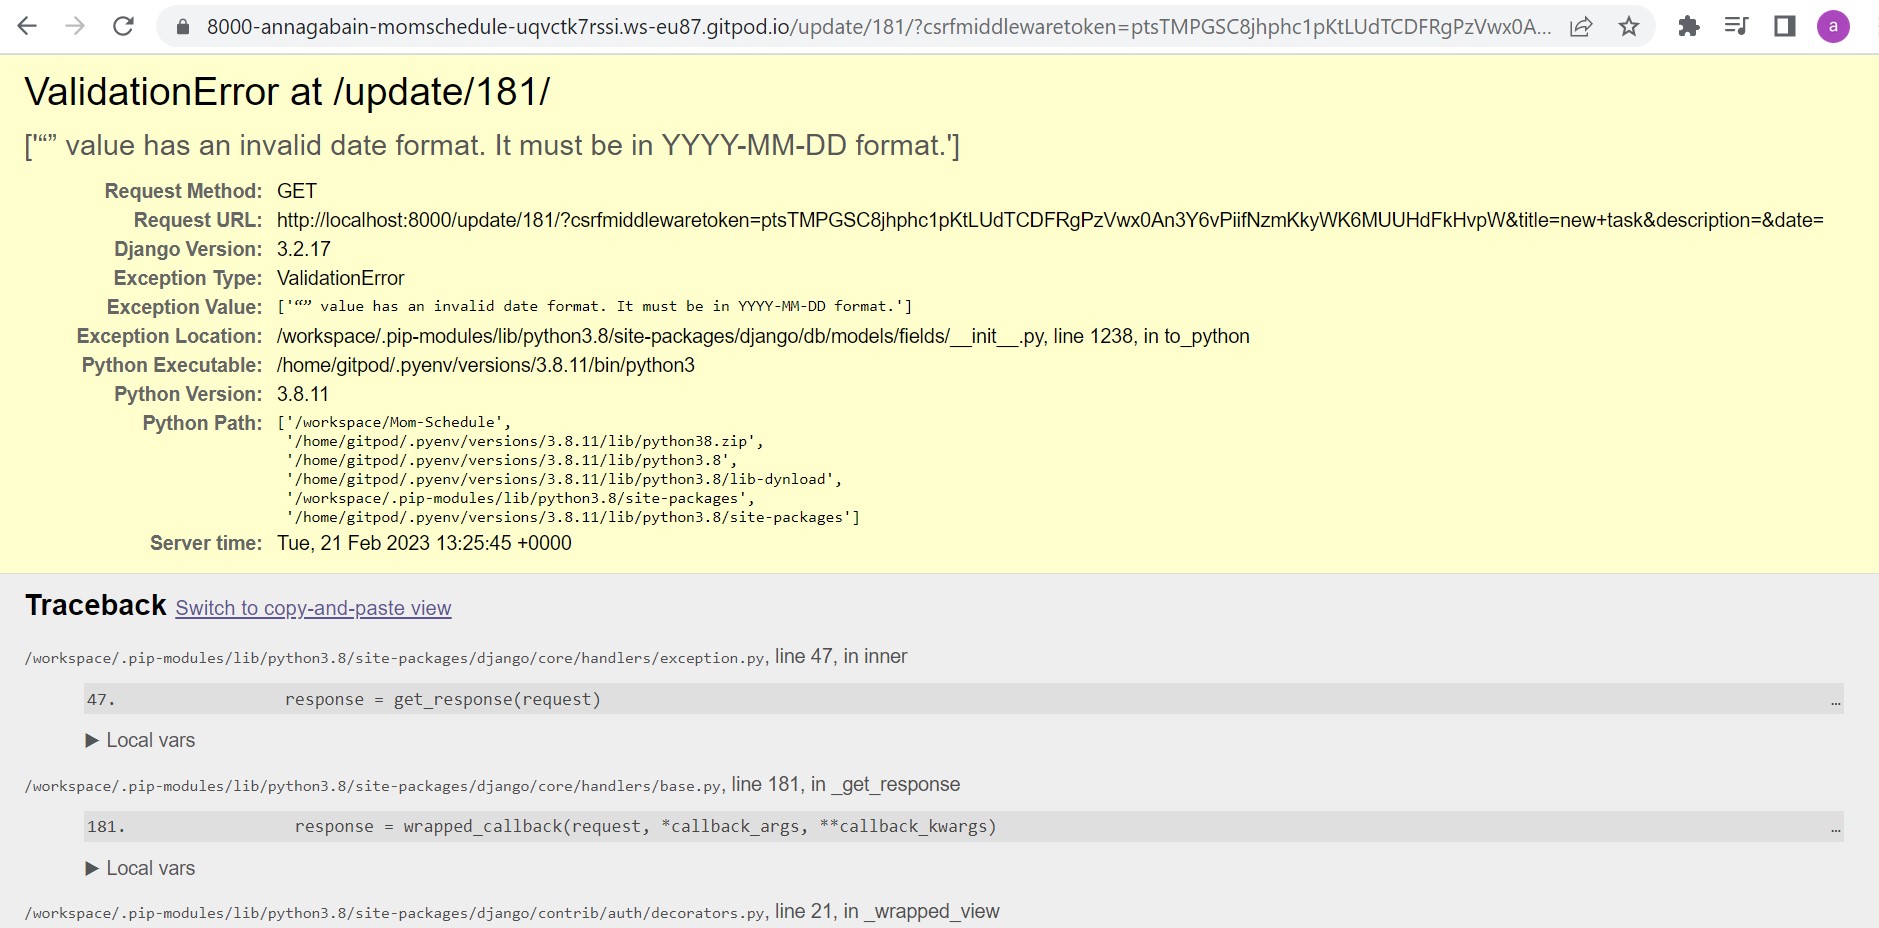 8000-annagabain-momschedule-uqvctk7rssi.ws-eu87.gitpod.io/update/181/?csrfmiddlewaretoken=ptsTMPGSC8jhphc1pKtLUdTCDFRgPzVwx0A...
a
ValidationError at /update/181/
['“” value has an invalid date format. It must be in YYYY-MM-DD format.']
Request Method: GET
Request URL: http://localhost:8000/update/181/?csrfmiddlewaretoken=ptsTMPGSC8jhphc1pKtLUdTCDFRgPzVwx0An3Y6vPiifNzmKkyWK6MUUHdFkHvpW&title=new+task&description=&date=
Django Version: 3.2.17
Exception Type: ValidationError
Exception Value: ['“” value has an invalid date format. It must be in YYYY-MM-DD format.']
Exception Location: /workspace/.pip-modules/lib/python3.8/site-packages/django/db/models/fields/__init__.py, line 1238, in to_python
Python Executable: /home/gitpod/.pyenv/versions/3.8.11/bin/python3
Python Version: 3.8.11
Python Path: ['/workspace/Mom-Schedule',
'/home/gitpod/.pyenv/versions/3.8.11/lib/python38.zip',
'/home/gitpod/.pyenv/versions/3.8.11/lib/python3.8',
'/home/gitpod/.pyenv/versions/3.8.11/lib/python3.8/lib-dynload',
'/workspace/.pip-modules/lib/python3.8/site-packages',
'/home/gitpod/.pyenv/versions/3.8.11/lib/python3.8/site-packages']
Server time: Tue, 21 Feb 2023 13:25:45 +0000
Traceback Switch to copy-and-paste view
/workspace/.pip-modules/lib/python3.8/site-packages/django/core/handlers/exception.py, line 47, in inner
47. response = get_response(request) …
▶ Local vars
/workspace/.pip-modules/lib/python3.8/site-packages/django/core/handlers/base.py, line 181, in _get_response
181. response = wrapped_callback(request, *callback_args, **callback_kwargs) …
▶ Local vars
/workspace/.pip-modules/lib/python3.8/site-packages/django/contrib/auth/decorators.py, line 21, in _wrapped_view